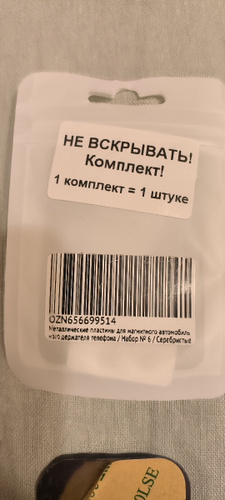 НЕ ВСКРЫВАТЬ!
Комплект!
1 комплект = 1 штуке
OZN656699514
Металлические пластины для магнитного автомобиль
ного держателя телефона / Набор № 6 / Серебристые
OLSE